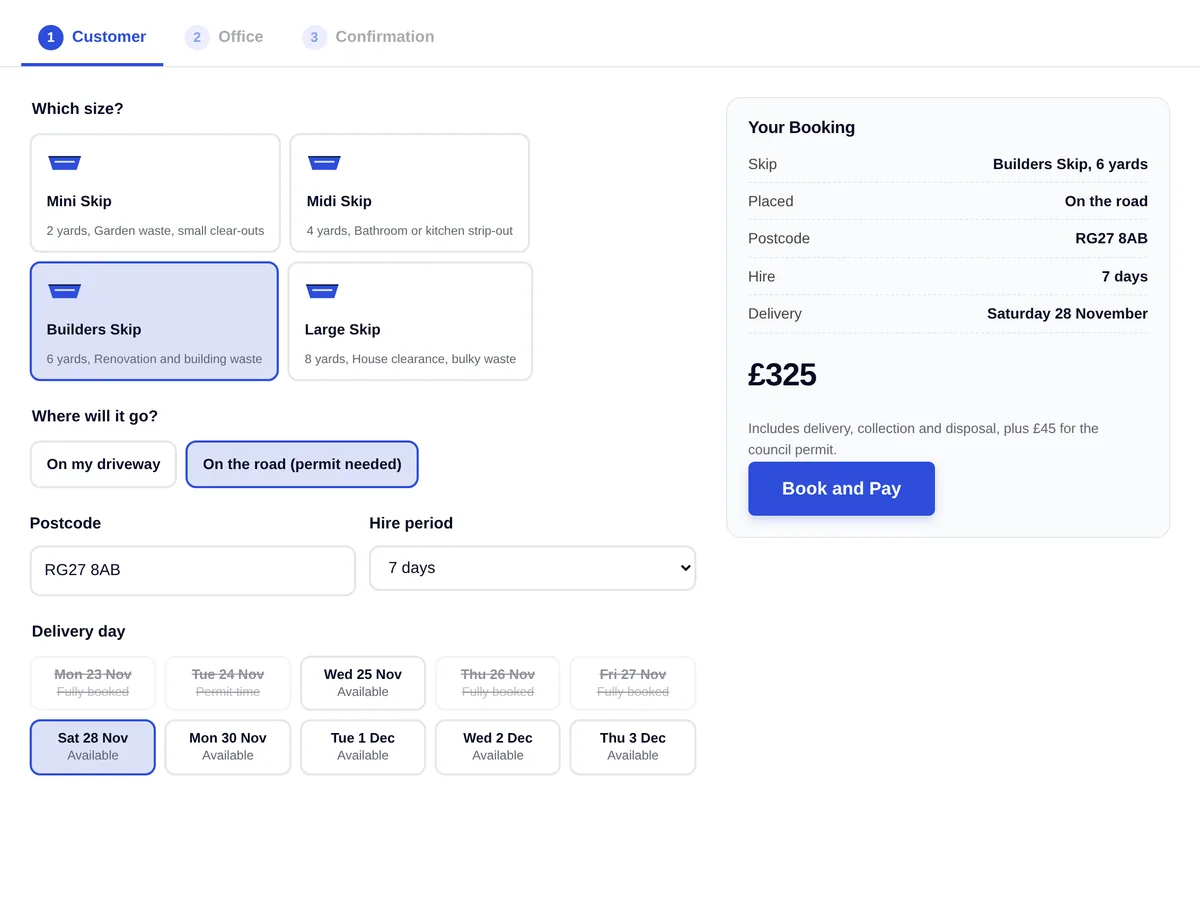 1 Customer 2 Office 3 Confirmation
Which size?
Mini Skip
2 yards, Garden waste, small clear-outs
Midi Skip
4 yards, Bathroom or kitchen strip-out
Builders Skip
6 yards, Renovation and building waste
Large Skip
8 yards, House clearance, bulky waste
Where will it go?
On my driveway
On the road (permit needed)
Postcode
RG27 8AB
Hire period
7 days
Delivery day
Mon 23 Nov
Fully booked
Tue 24 Nov
Permit time
Wed 25 Nov
Available
Thu 26 Nov
Fully booked
Fri 27 Nov
Fully booked
Sat 28 Nov
Available
Mon 30 Nov
Available
Tue 1 Dec
Available
Wed 2 Dec
Available
Thu 3 Dec
Available
Your Booking
Skip Builders Skip, 6 yards
Placed On the road
Postcode RG27 8AB
Hire 7 days
Delivery Saturday 28 November
£325
Includes delivery, collection and disposal, plus £45 for the
council permit.
Book and Pay